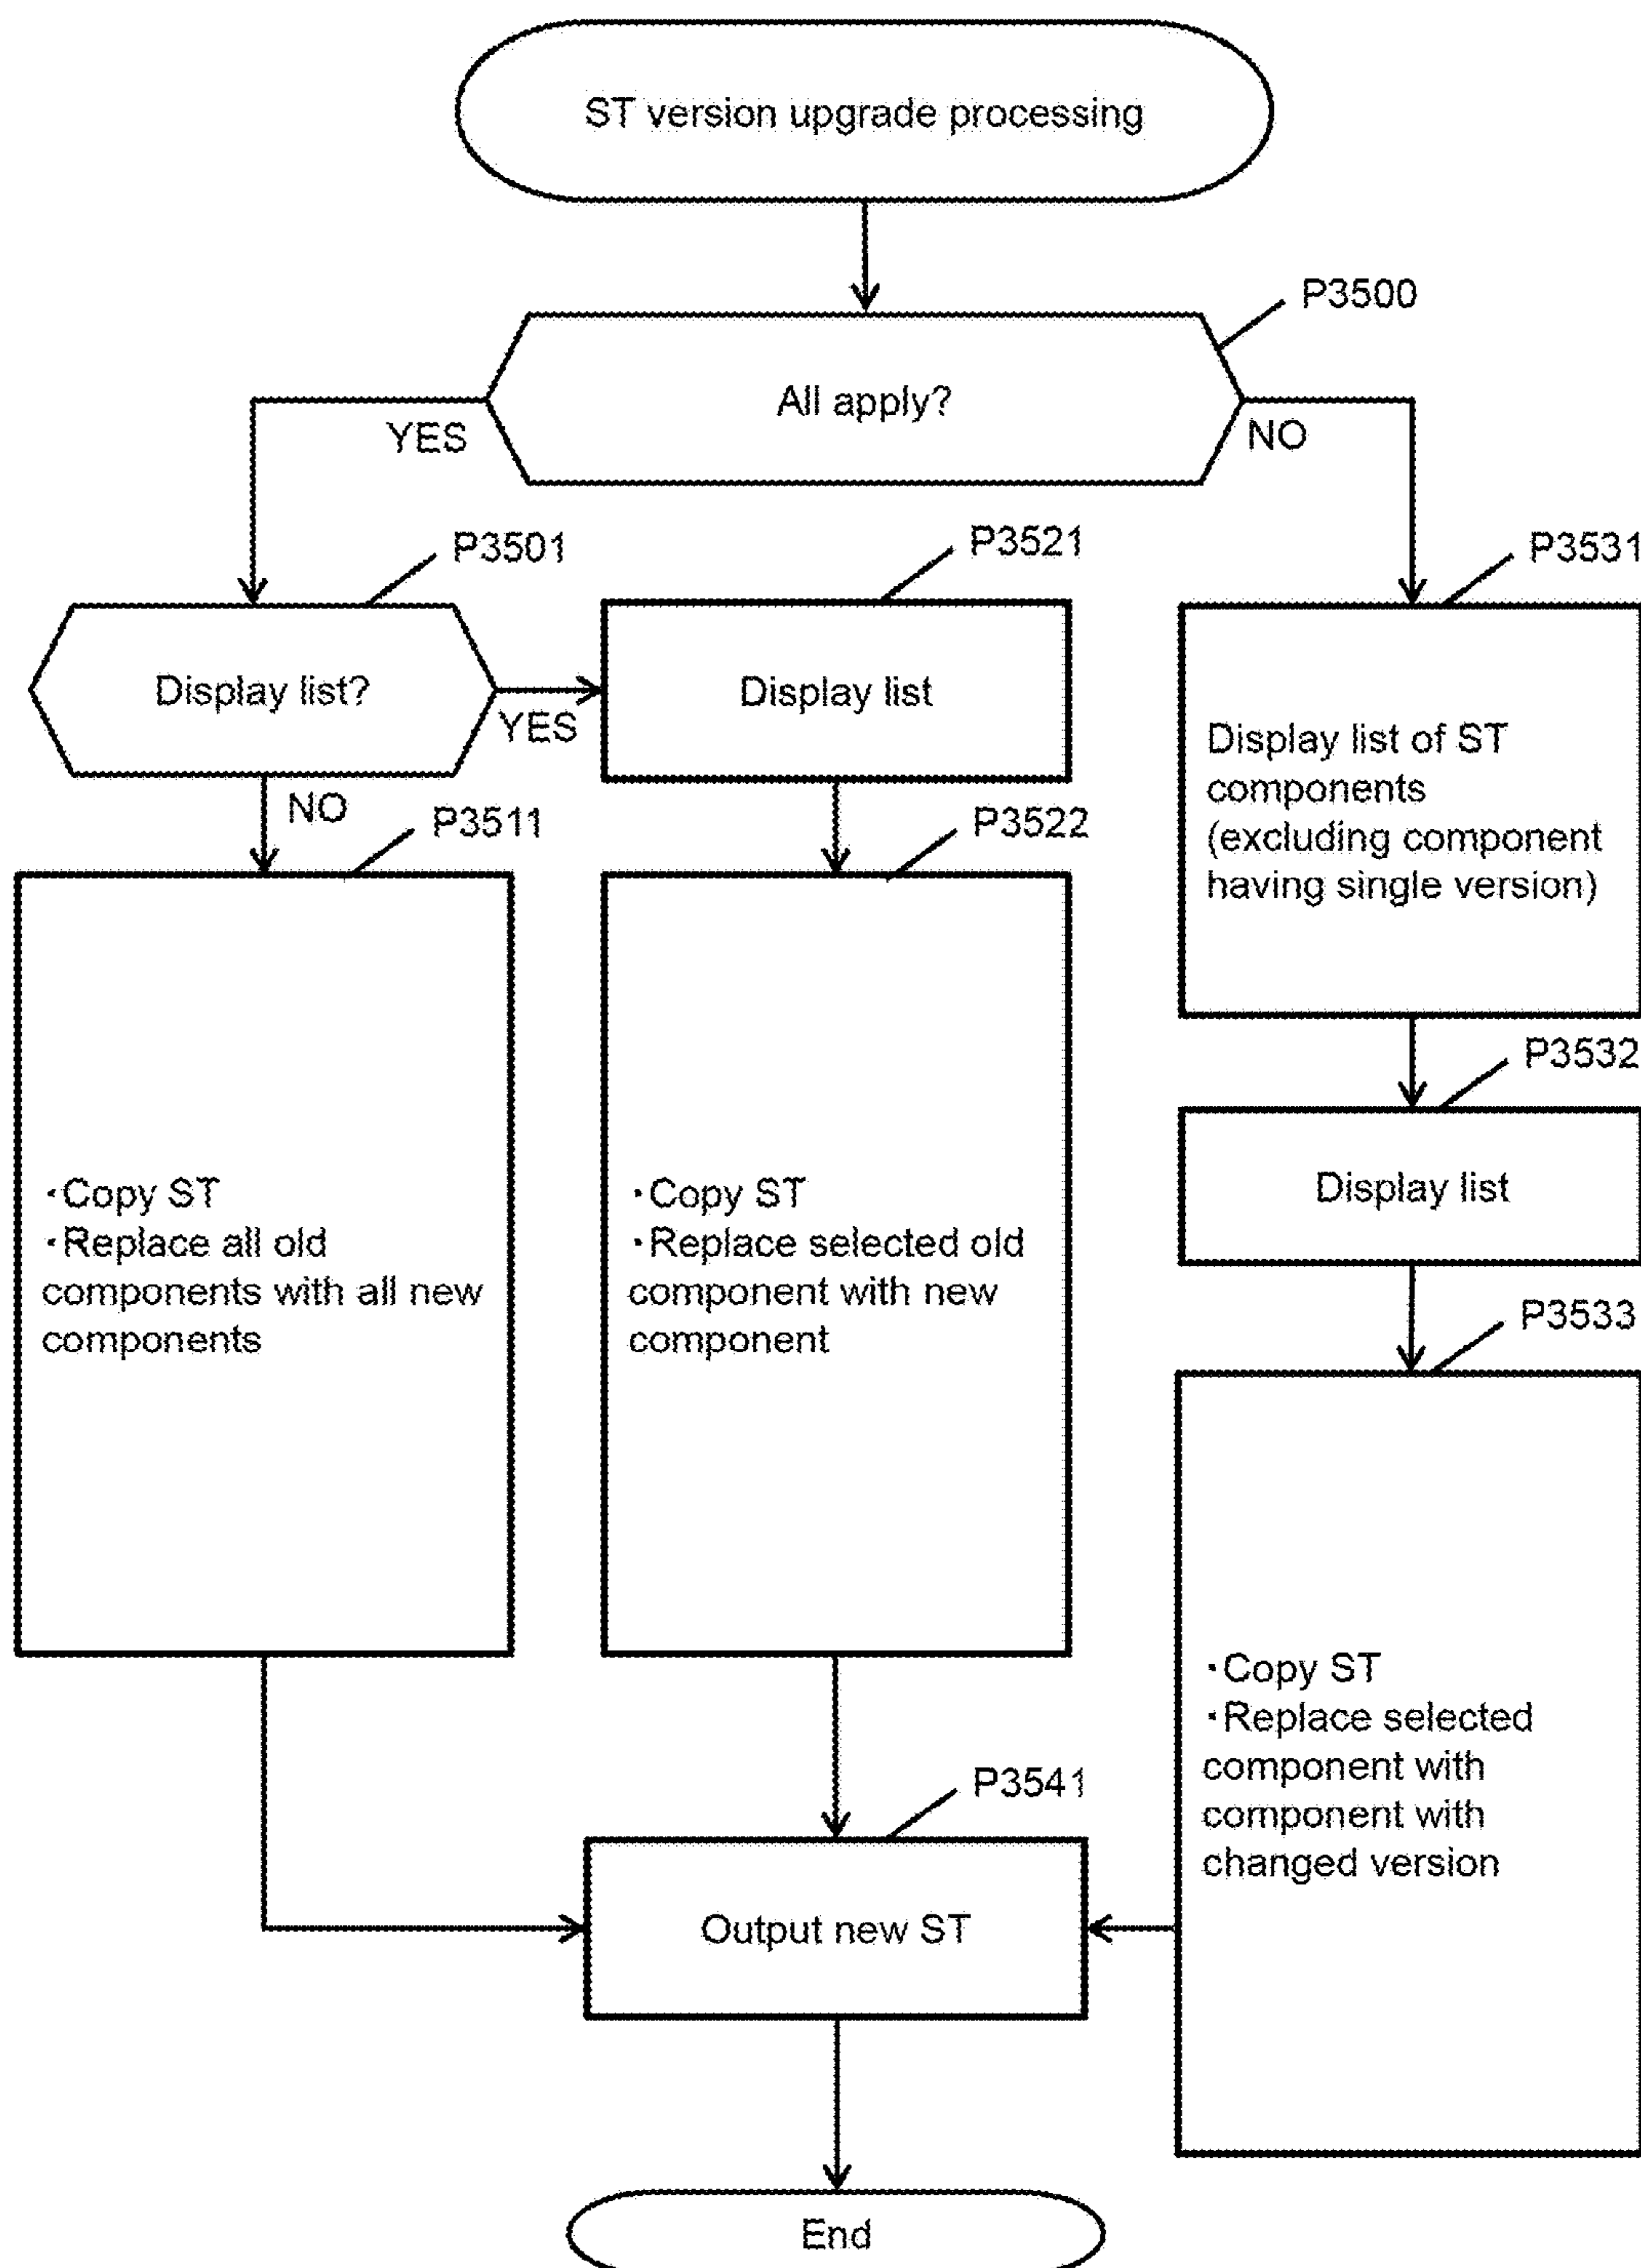 ST version upgrade processing
P3500
All apply?
YES
NO
P3501
P3521
P3531
Display list?
YES
Display list
Display list of ST
components
(excluding component
having single version)
NO
P3511
P3522
P3532
Display list
P3533
・Copy ST
・Replace all old
components with all new
components
・Copy ST
・Replace selected old
component with new
component
・Copy ST
・Replace selected
component with
component with
changed version
P3541
Output new ST
End